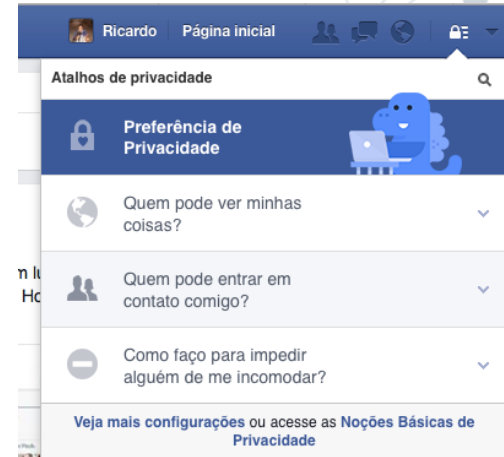 Ricardo Página inicial
Atalhos de privacidade
Preferência de
Privacidade
Quem pode ver minhas
coisas?
Quem pode entrar em
contato comigo?
Como faço para impedir
alguém de me incomodar?
Veja mais configurações ou acesse as Noções Básicas de
Privacidade